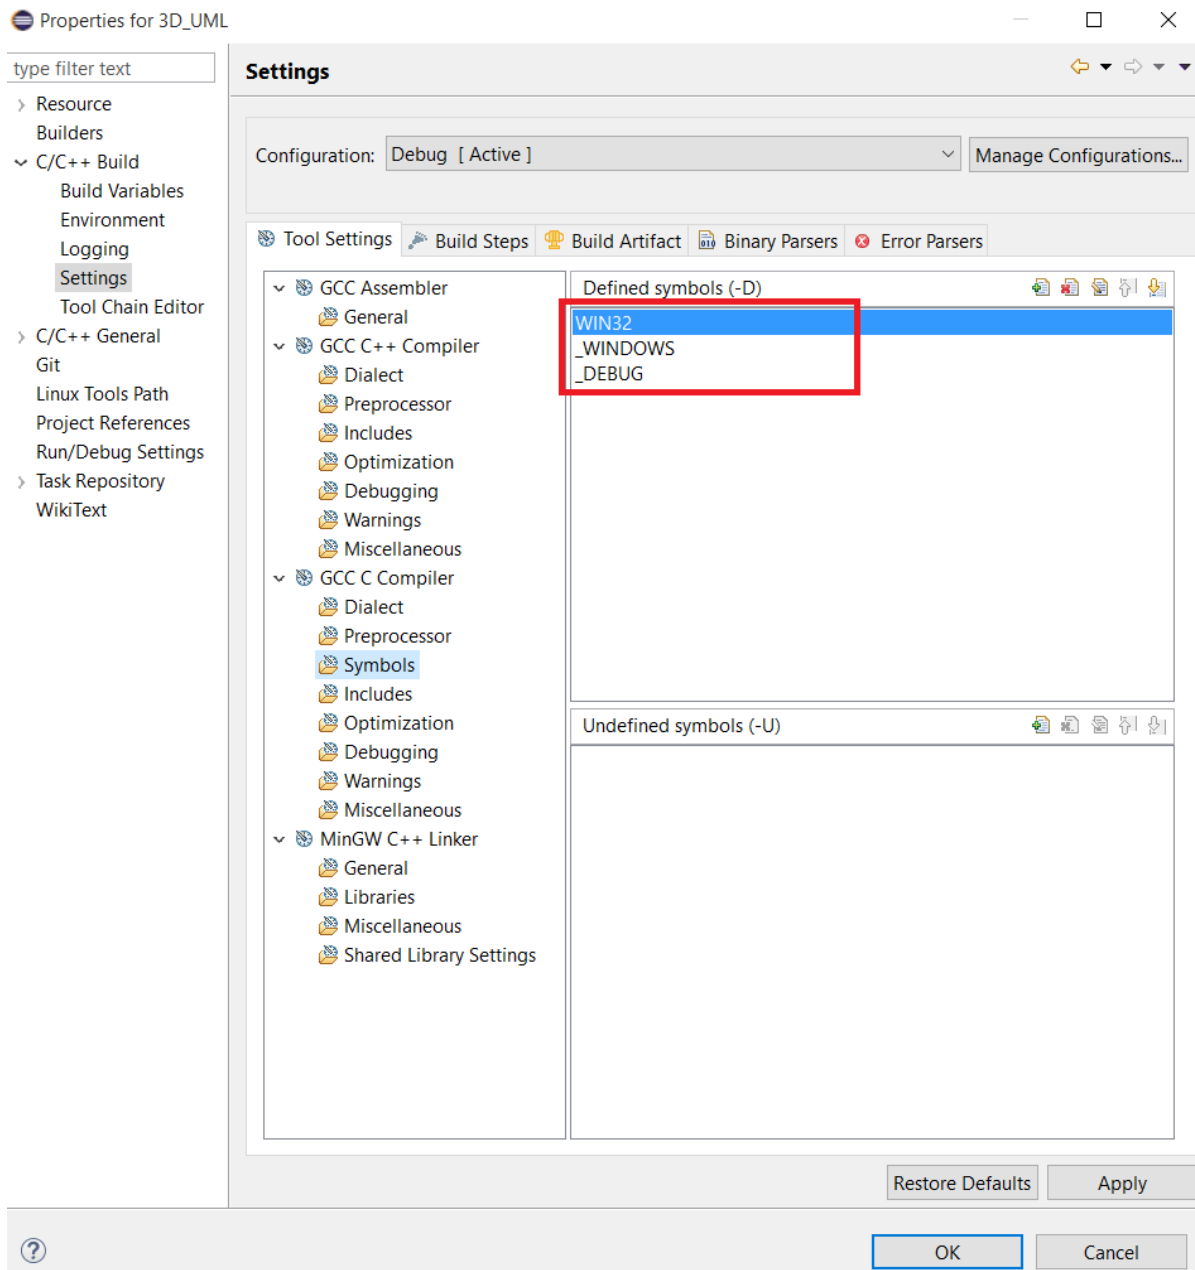 Properties for 3D_UML
type filter text
Resource
Builders
C/C++ Build
Build Variables
Environment
Logging
Settings
Tool Chain Editor
C/C++ General
Git
Linux Tools Path
Project References
Run/Debug Settings
Task Repository
WikiText
Settings
Configuration: Debug [ Active ] Manage Configurations...
Tool Settings Build Steps Build Artifact Binary Parsers Error Parsers
GCC Assembler
General
GCC C++ Compiler
Dialect
Preprocessor
Includes
Optimization
Debugging
Warnings
Miscellaneous
GCC C Compiler
Dialect
Preprocessor
Symbols
Includes
Optimization
Debugging
Warnings
Miscellaneous
MinGW C++ Linker
General
Libraries
Miscellaneous
Shared Library Settings
Defined symbols (-D)
WIN32
_WINDOWS
_DEBUG
Undefined symbols (-U)
Restore Defaults Apply
OK Cancel